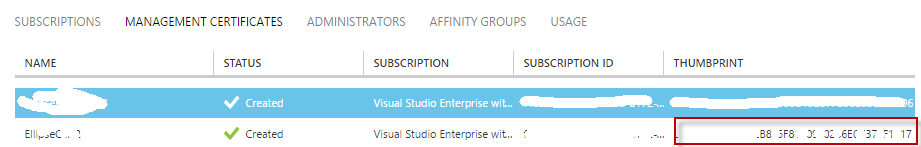 SUBSCRIPTIONS MANAGEMENT CERTIFICATES ADMINISTRATORS AFFINITY GROUPS USAGE
NAME STATUS SUBSCRIPTION SUBSCRIPTION ID THUMBPRINT
Created Visual Studio Enterprise wit...
Created Visual Studio Enterprise wit...